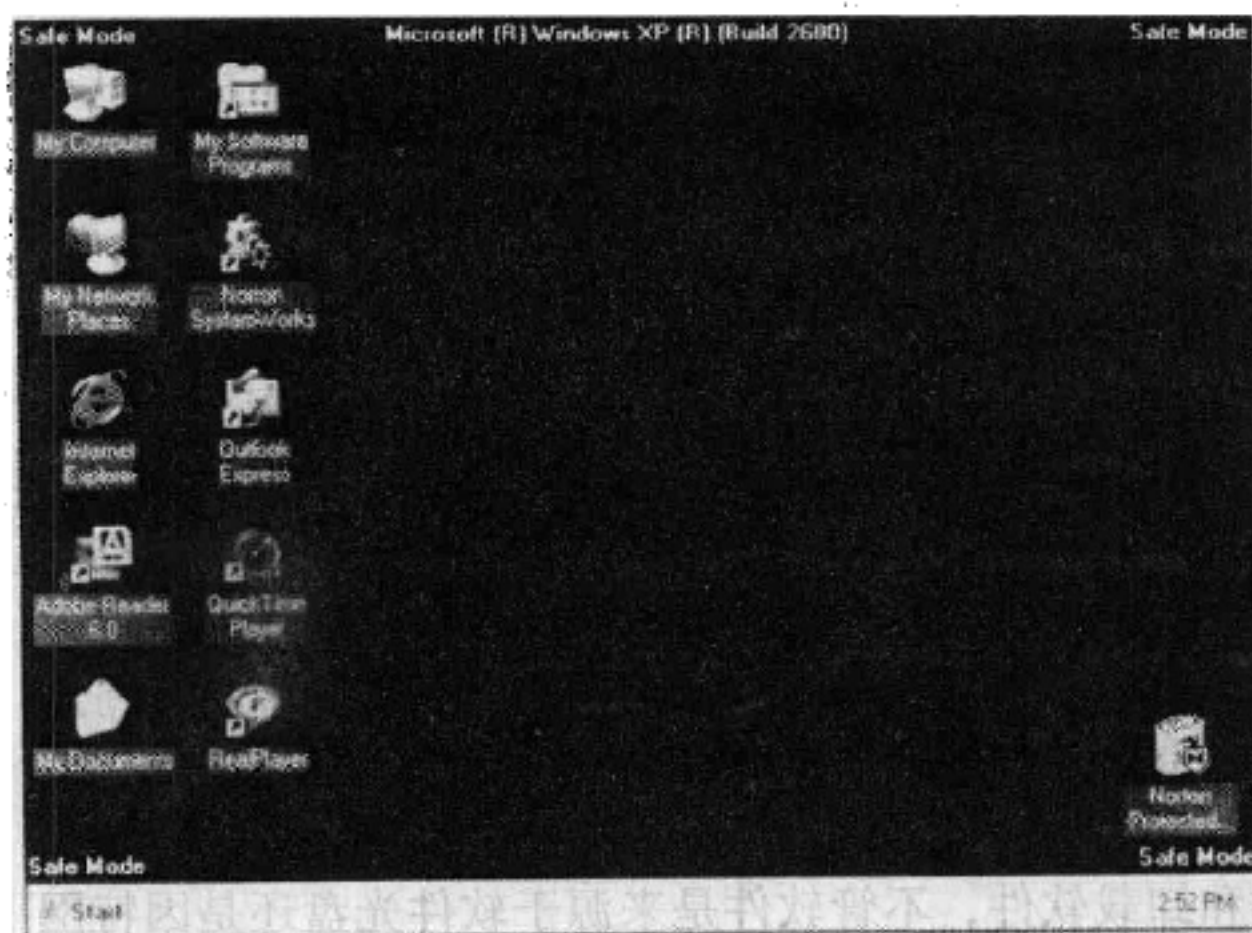 Safe Mode
Microsoft (R) Windows XP (R) (Build 2680)
Safe Mode
My Computer
My Software
Programs
My Network
Places
Norton
SystemWorks
Internet
Explorer
Outlook
Express
Adobe Reader
6.0
QuickTime
Player
My Documents
RealPlayer
Norton
Protected...
Safe Mode
Safe Mode
Start
2:52 PM